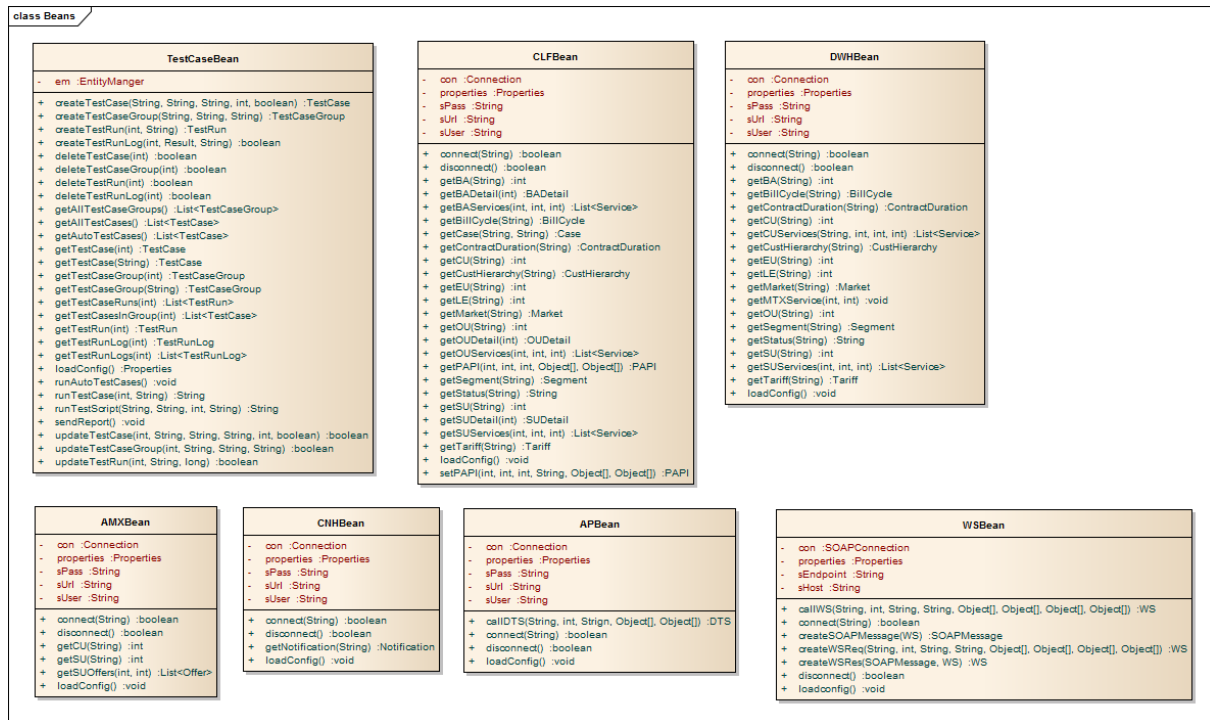 class Beans
TestCaseBean
- em :EntityManger
+ createTestCase(String, String, String, int, boolean) :TestCase
+ createTestCaseGroup(String, String, String) :TestCaseGroup
+ createTestRun(int, String) :TestRun
+ createTestRunLog(int, Result, String) :boolean
+ deleteTestCase(int) :boolean
+ deleteTestCaseGroup(int) :boolean
+ deleteTestRun(int) :boolean
+ deleteTestRunLog(int) :boolean
+ getAllTestCaseGroups() :List<TestCaseGroup>
+ getAllTestCases() :List<TestCase>
+ getAutoTestCases() :List<TestCase>
+ getTestCase(int) :TestCase
+ getTestCase(String) :TestCase
+ getTestCaseGroup(int) :TestCaseGroup
+ getTestCaseGroup(String) :TestCaseGroup
+ getTestCaseRuns(int) :List<TestRun>
+ getTestCasesInGroup(int) :List<TestCase>
+ getTestRun(int) :TestRun
+ getTestRunLog(int) :TestRunLog
+ getTestRunLogs(int) :List<TestRunLog>
+ loadConfig() :Properties
+ runAutoTestCases() :void
+ runTestCase(int, String) :String
+ runTestScript(String, String, int, String) :String
+ sendReport() :void
+ updateTestCase(int, String, String, String, int, boolean) :boolean
+ updateTestCaseGroup(int, String, String, String) :boolean
+ updateTestRun(int, String, long) :boolean
CLFBean
- con :Connection
- properties :Properties
- sPass :String
- sUrl :String
- sUser :String
+ connect(String) :boolean
+ disconnect() :boolean
+ getBA(String) :int
+ getBADetail(int) :BADetail
+ getBAServices(int, int, int) :List<Service>
+ getBillCycle(String) :BillCycle
+ getCase(String, String) :Case
+ getContractDuration(String) :ContractDuration
+ getCU(String) :int
+ getCustHierarchy(String) :CustHierarchy
+ getEU(String) :int
+ getLE(String) :int
+ getMarket(String) :Market
+ getOU(String) :int
+ getOUDetail(int) :OUDetail
+ getOUServices(int, int, int) :List<Service>
+ getPAPI(int, int, int, Object[], Object[]) :PAPI
+ getSegment(String) :Segment
+ getStatus(String) :String
+ getSU(String) :int
+ getSUDetail(int) :SUDetail
+ getSUServices(int, int, int) :List<Service>
+ getTariff(String) :Tariff
+ loadConfig() :void
+ setPAPI(int, int, int, String, Object[], Object[]) :PAPI
DWHBean
- con :Connection
- properties :Properties
- sPass :String
- sUrl :String
- sUser :String
+ connect(String) :boolean
+ disconnect() :boolean
+ getBA(String) :int
+ getBillCycle(String) :BillCycle
+ getContractDuration(String) :ContractDuration
+ getCU(String) :int
+ getCUServices(String, int, int, int) :List<Service>
+ getCustHierarchy(String) :CustHierarchy
+ getEU(String) :int
+ getLE(String) :int
+ getMarket(String) :Market
+ getMTXService(int, int) :void
+ getOU(String) :int
+ getSegment(String) :Segment
+ getStatus(String) :String
+ getSU(String) :int
+ getSUServices(int, int, int) :List<Service>
+ getTariff(String) :Tariff
+ loadConfig() :void
AMXBean
- con :Connection
- properties :Properties
- sPass :String
- sUrl :String
- sUser :String
+ connect(String) :boolean
+ disconnect() :boolean
+ getCU(String) :int
+ getSU(String) :int
+ getSUOffers(int, int) :List<Offer>
+ loadConfig() :void
CNHBean
- con :Connection
- properties :Properties
- sPass :String
- sUrl :String
- sUser :String
+ connect(String) :boolean
+ disconnect() :boolean
+ getNotification(String) :Notification
+ loadConfig() :void
APBean
- con :Connection
- properties :Properties
- sPass :String
- sUrl :String
- sUser :String
+ callDTS(String, int, Strign, Object[], Object[]) :DTS
+ connect(String) :boolean
+ disconnect() :boolean
+ loadConfig() :void
WSBean
- con :SOAPConnection
- properties :Properties
- sEndpoint :String
- sHost :String
+ callWS(String, int, String, String, Object[], Object[], Object[], Object[]) :WS
+ connect(String) :boolean
+ createSOAPMessage(WS) :SOAPMessage
+ createWSReq(String, int, String, String, Object[], Object[], Object[], Object[]) :WS
+ createWSRes(SOAPMessage, WS) :WS
+ disconnect() :boolean
+ loadconfig() :void